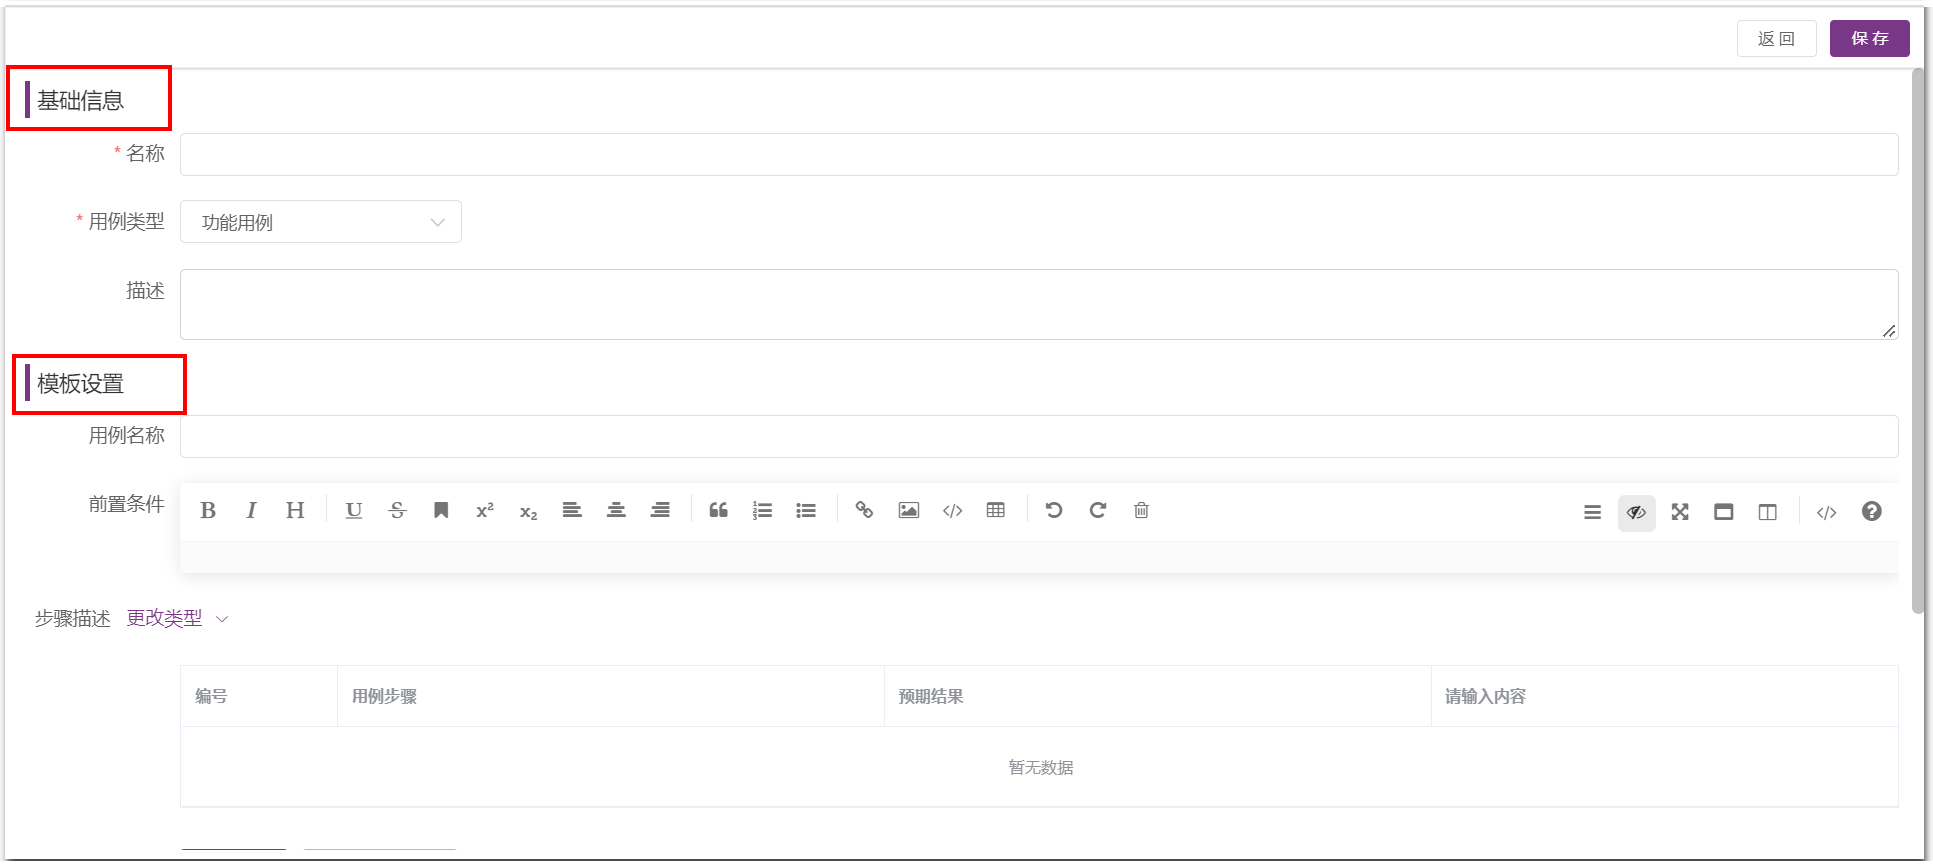 返 回 保 存
基础信息
* 名称
* 用例类型 功能用例
描述
模板设置
用例名称
前置条件 B I H U S x² x₂
步骤描述 更改类型
编号 用例步骤 预期结果 请输入内容
暂无数据